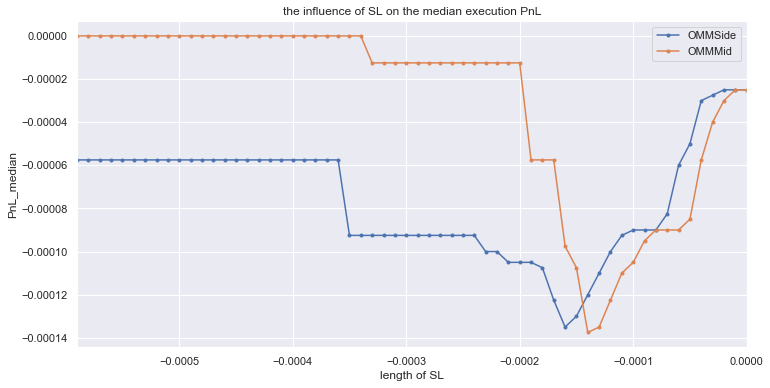 the influence of SL on the median execution PnL
OMMSide
OMMMid
0.00000
−0.00002
−0.00004
−0.00006
−0.00008
−0.00010
−0.00012
−0.00014
PnL_median
−0.0005
−0.0004
−0.0003
−0.0002
−0.0001
0.0000
length of SL